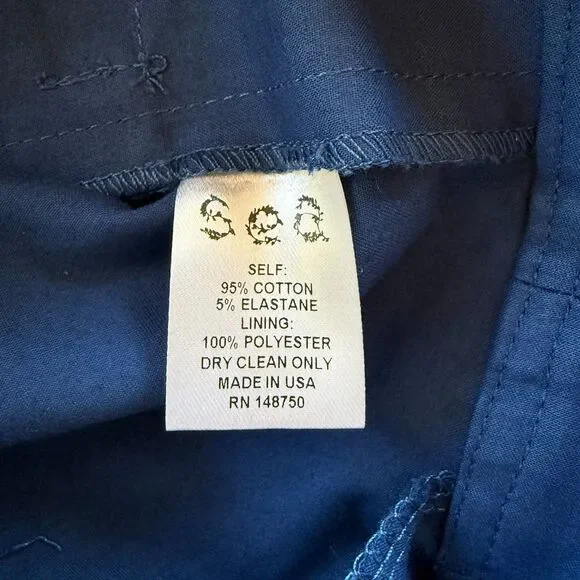 Sea
SELF:
95% COTTON
5% ELASTANE
LINING:
100% POLYESTER
DRY CLEAN ONLY
MADE IN USA
RN 148750